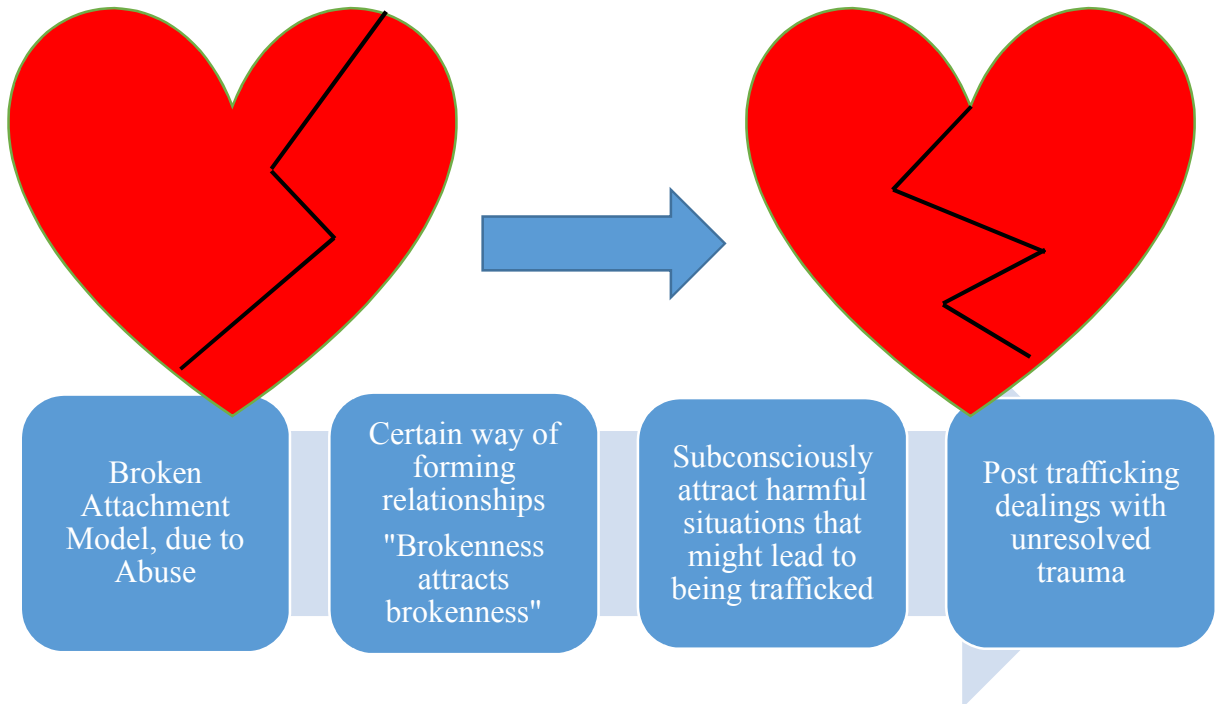 Broken
Attachment
Model, due to
Abuse
Certain way of
forming
relationships
"Brokenness
attracts
brokenness"
Subconsciously
attract harmful
situations that
might lead to
being trafficked
Post trafficking
dealings with
unresolved
trauma